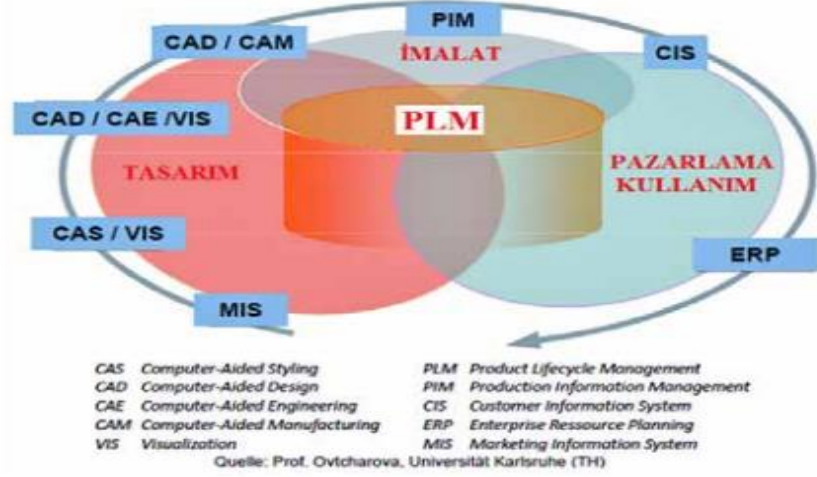 PIM
CAD / CAM
İMALAT
CIS
CAD / CAE /VIS
PLM
TASARIM
PAZARLAMA
KULLANIM
CAS / VIS
ERP
MIS
CAS Computer-Aided Styling
CAD Computer-Aided Design
CAE Computer-Aided Engineering
CAM Computer-Aided Manufacturing
VIS Visualization
PLM Product Lifecycle Management
PIM Production Information Management
CIS Customer Information System
ERP Enterprise Ressource Planning
MIS Marketing Information System
Quelle: Prof. Ovtcharova, Universität Karlsruhe (TH)